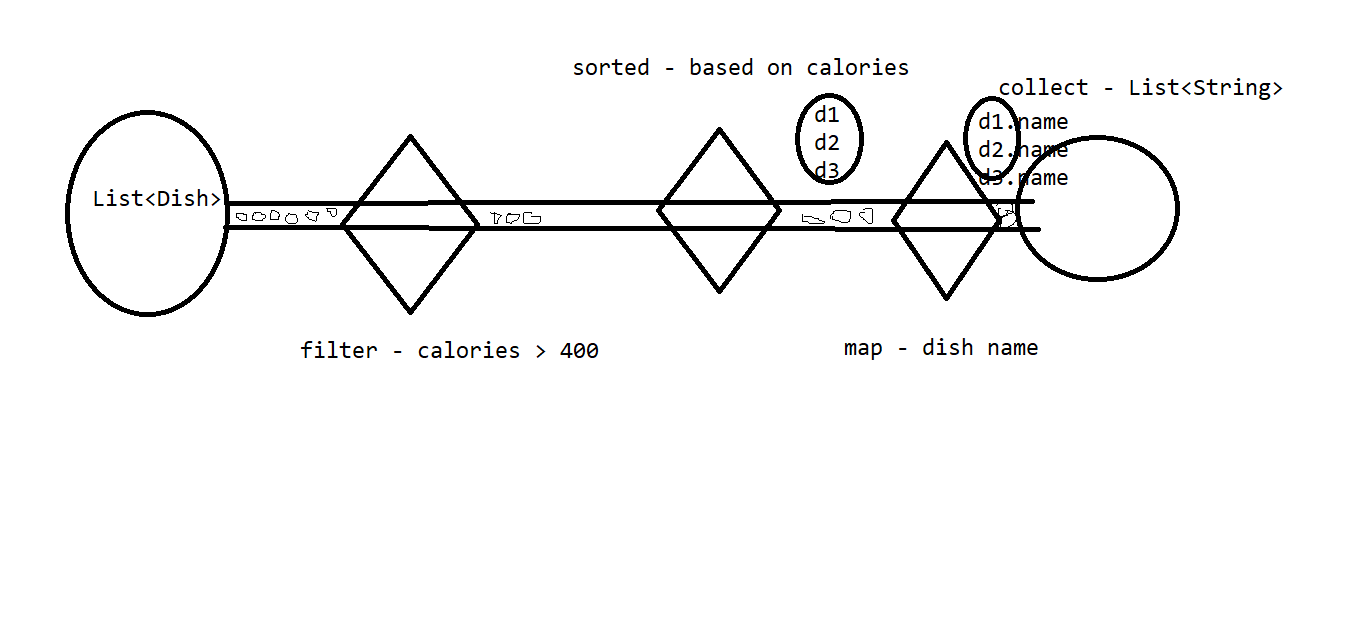 sorted - based on calories
collect - List<String>
d1
d2
d3
d1.name
d2.name
d3.name
List<Dish>
filter - calories > 400
map - dish name